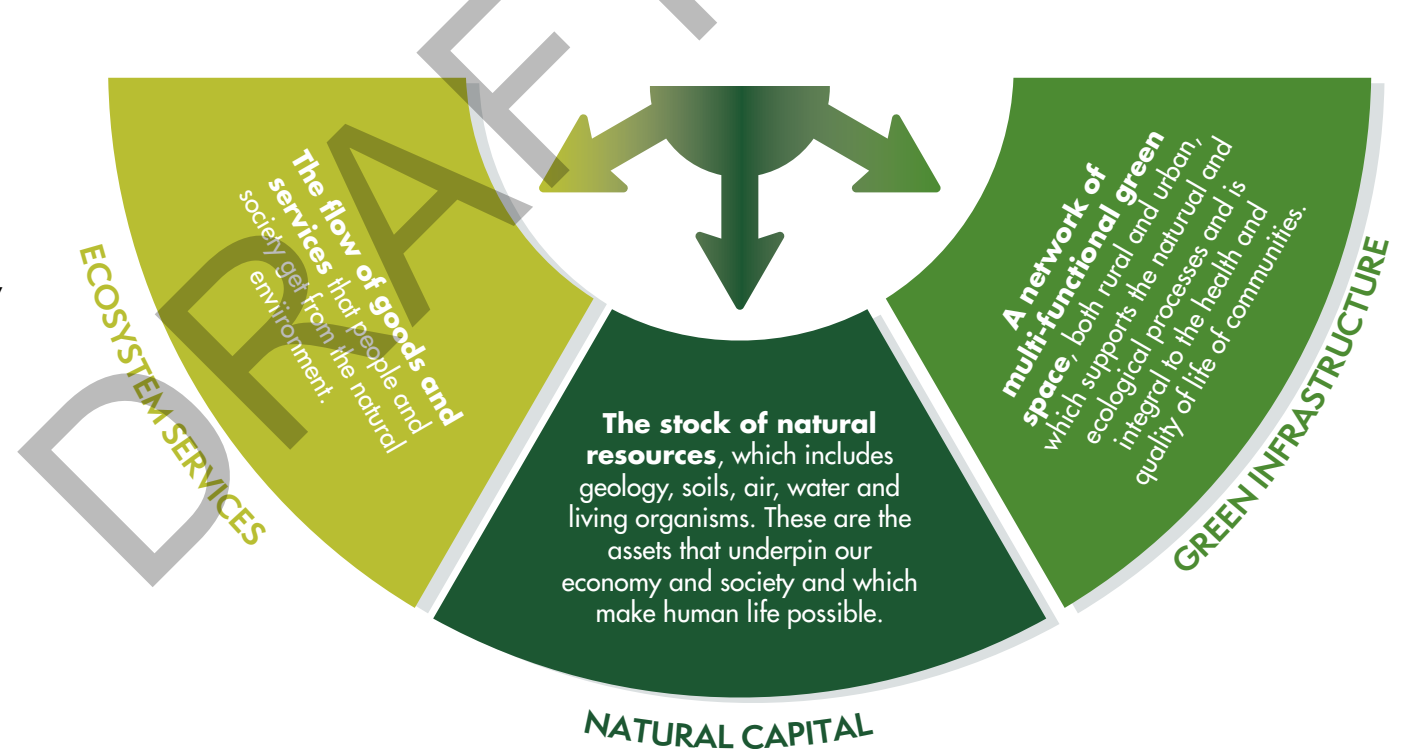 The flow of goods and
services that people and
society get from the natural
environment.
ECOSYSTEM SERVICES
The stock of natural
resources, which includes
geology, soils, air, water and
living organisms. These are the
assets that underpin our
economy and society and which
make human life possible.
NATURAL CAPITAL
A network of
multi-functional green
space, both rural and urban,
which supports the naturual and
ecological processes and is
integral to the health and
quality of life of communities.
GREEN INFRASTRUCTURE
DRAFT